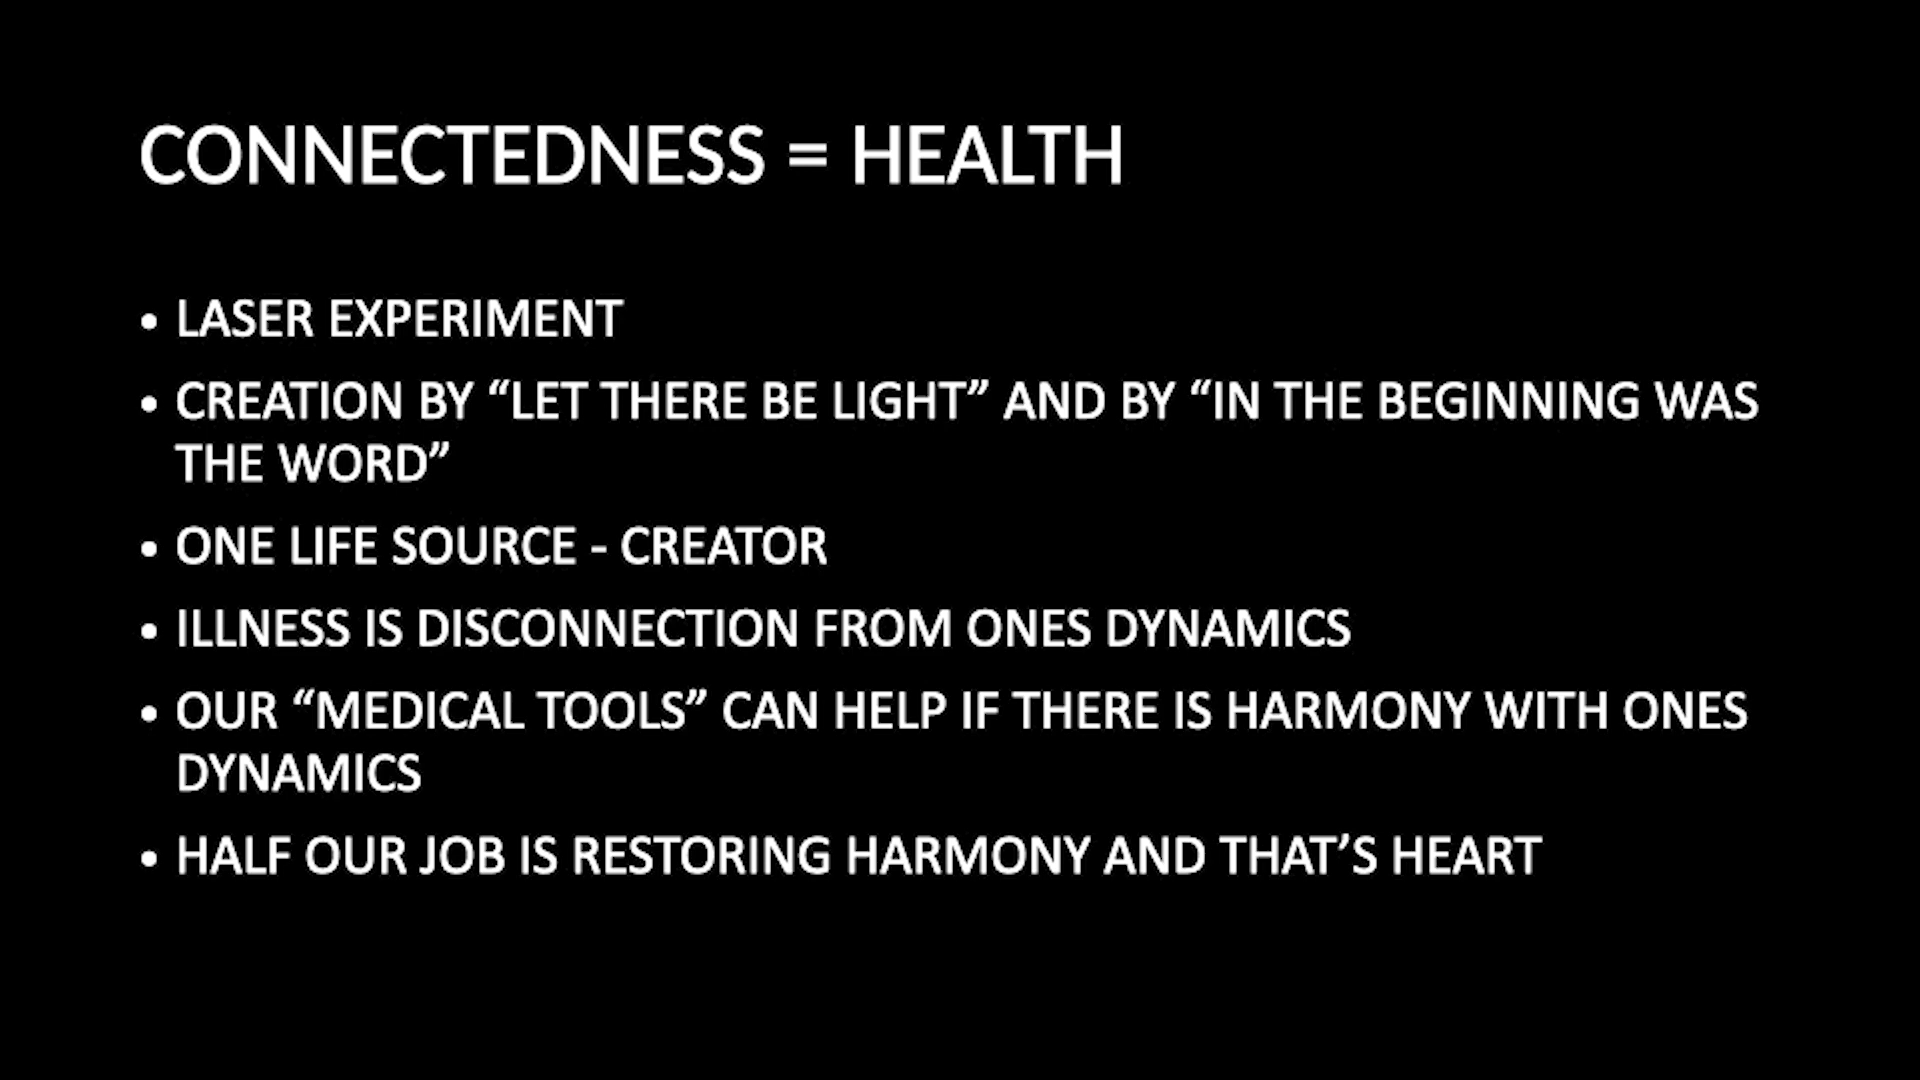 CONNECTEDNESS = HEALTH
• LASER EXPERIMENT
• CREATION BY “LET THERE BE LIGHT” AND BY “IN THE BEGINNING WAS
THE WORD”
• ONE LIFE SOURCE - CREATOR
• ILLNESS IS DISCONNECTION FROM ONES DYNAMICS
• OUR “MEDICAL TOOLS” CAN HELP IF THERE IS HARMONY WITH ONES
DYNAMICS
• HALF OUR JOB IS RESTORING HARMONY AND THAT’S HEART